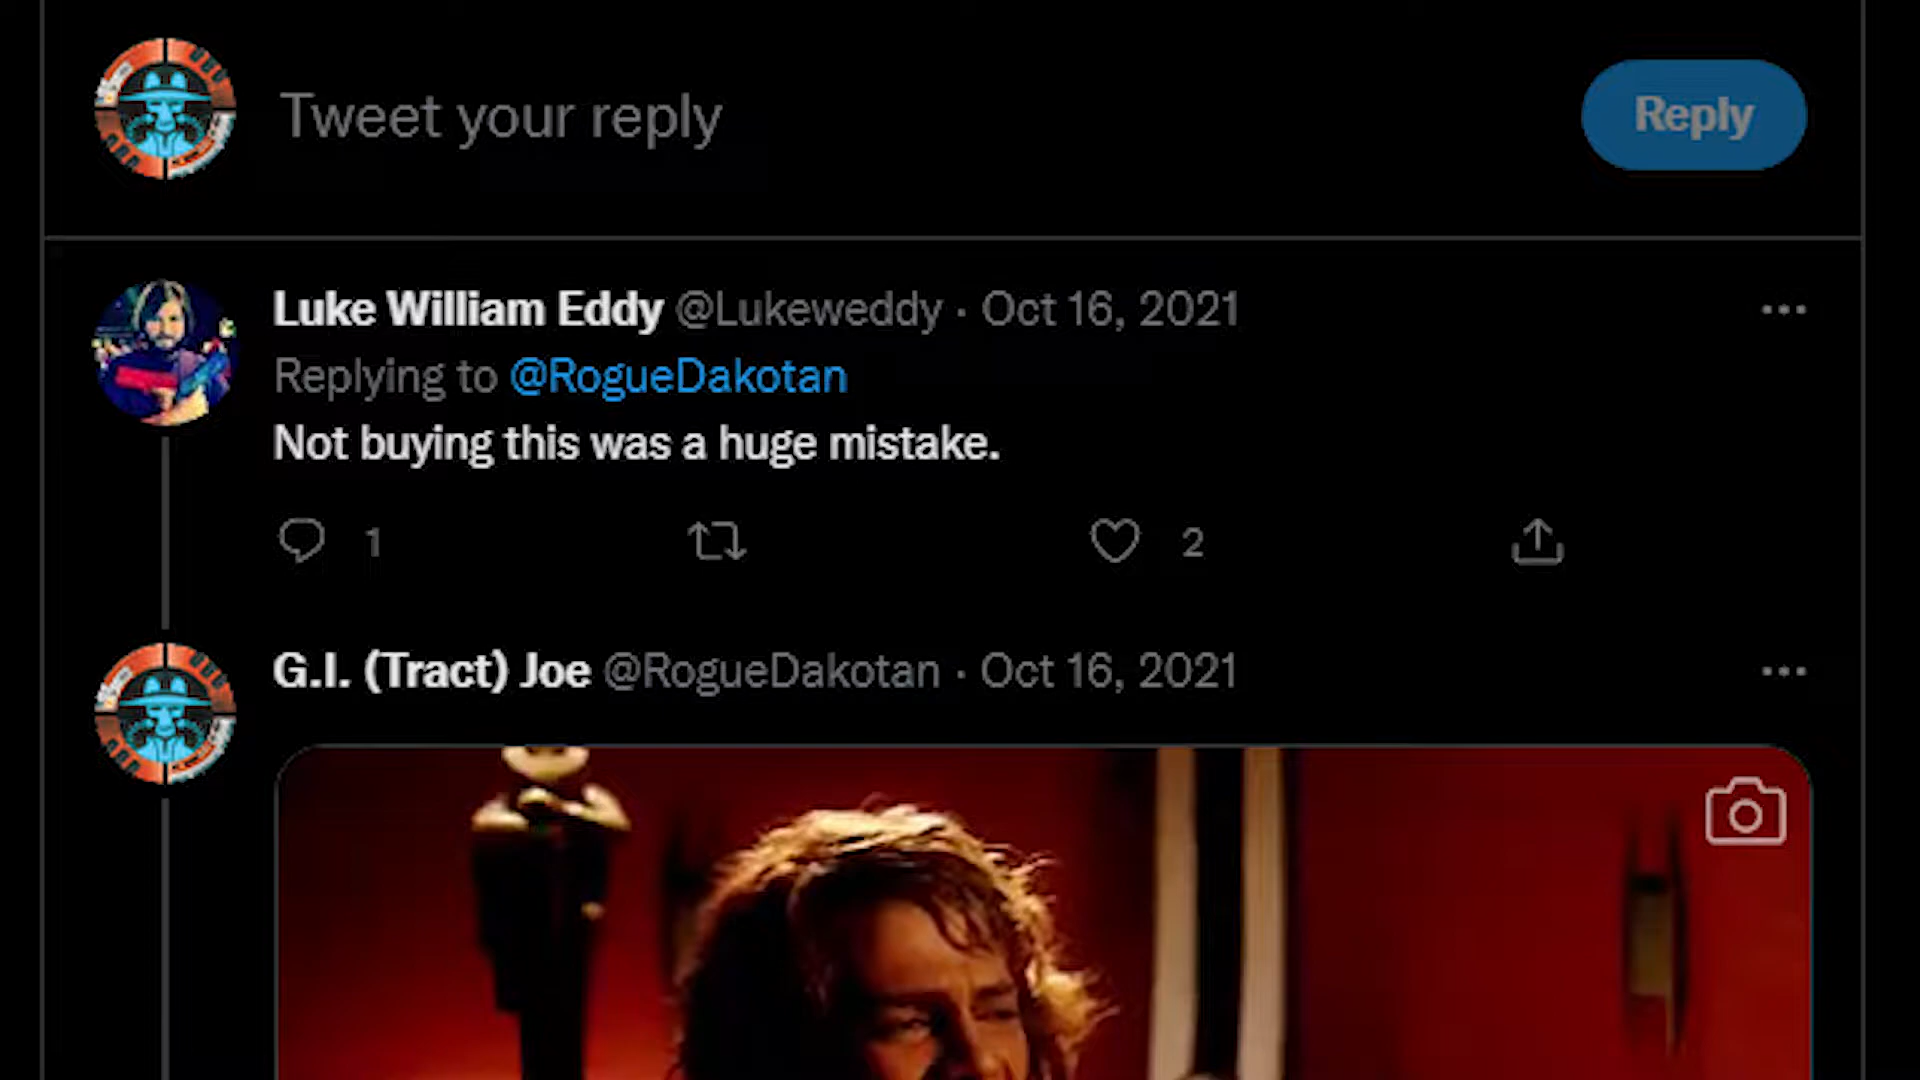 Tweet your reply
Reply
Luke William Eddy @Lukeweddy · Oct 16, 2021
Replying to @RogueDakotan
Not buying this was a huge mistake.
1 2
G.I. (Tract) Joe @RogueDakotan · Oct 16, 2021